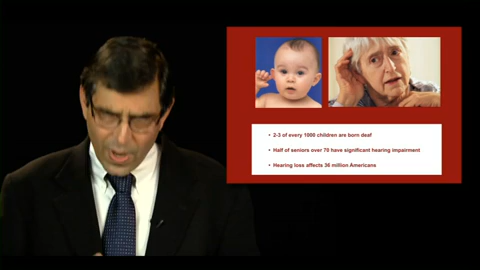 • 2-3 of every 1000 children are born deaf
• Half of seniors over 70 have significant hearing impairment
• Hearing loss affects 36 million Americans